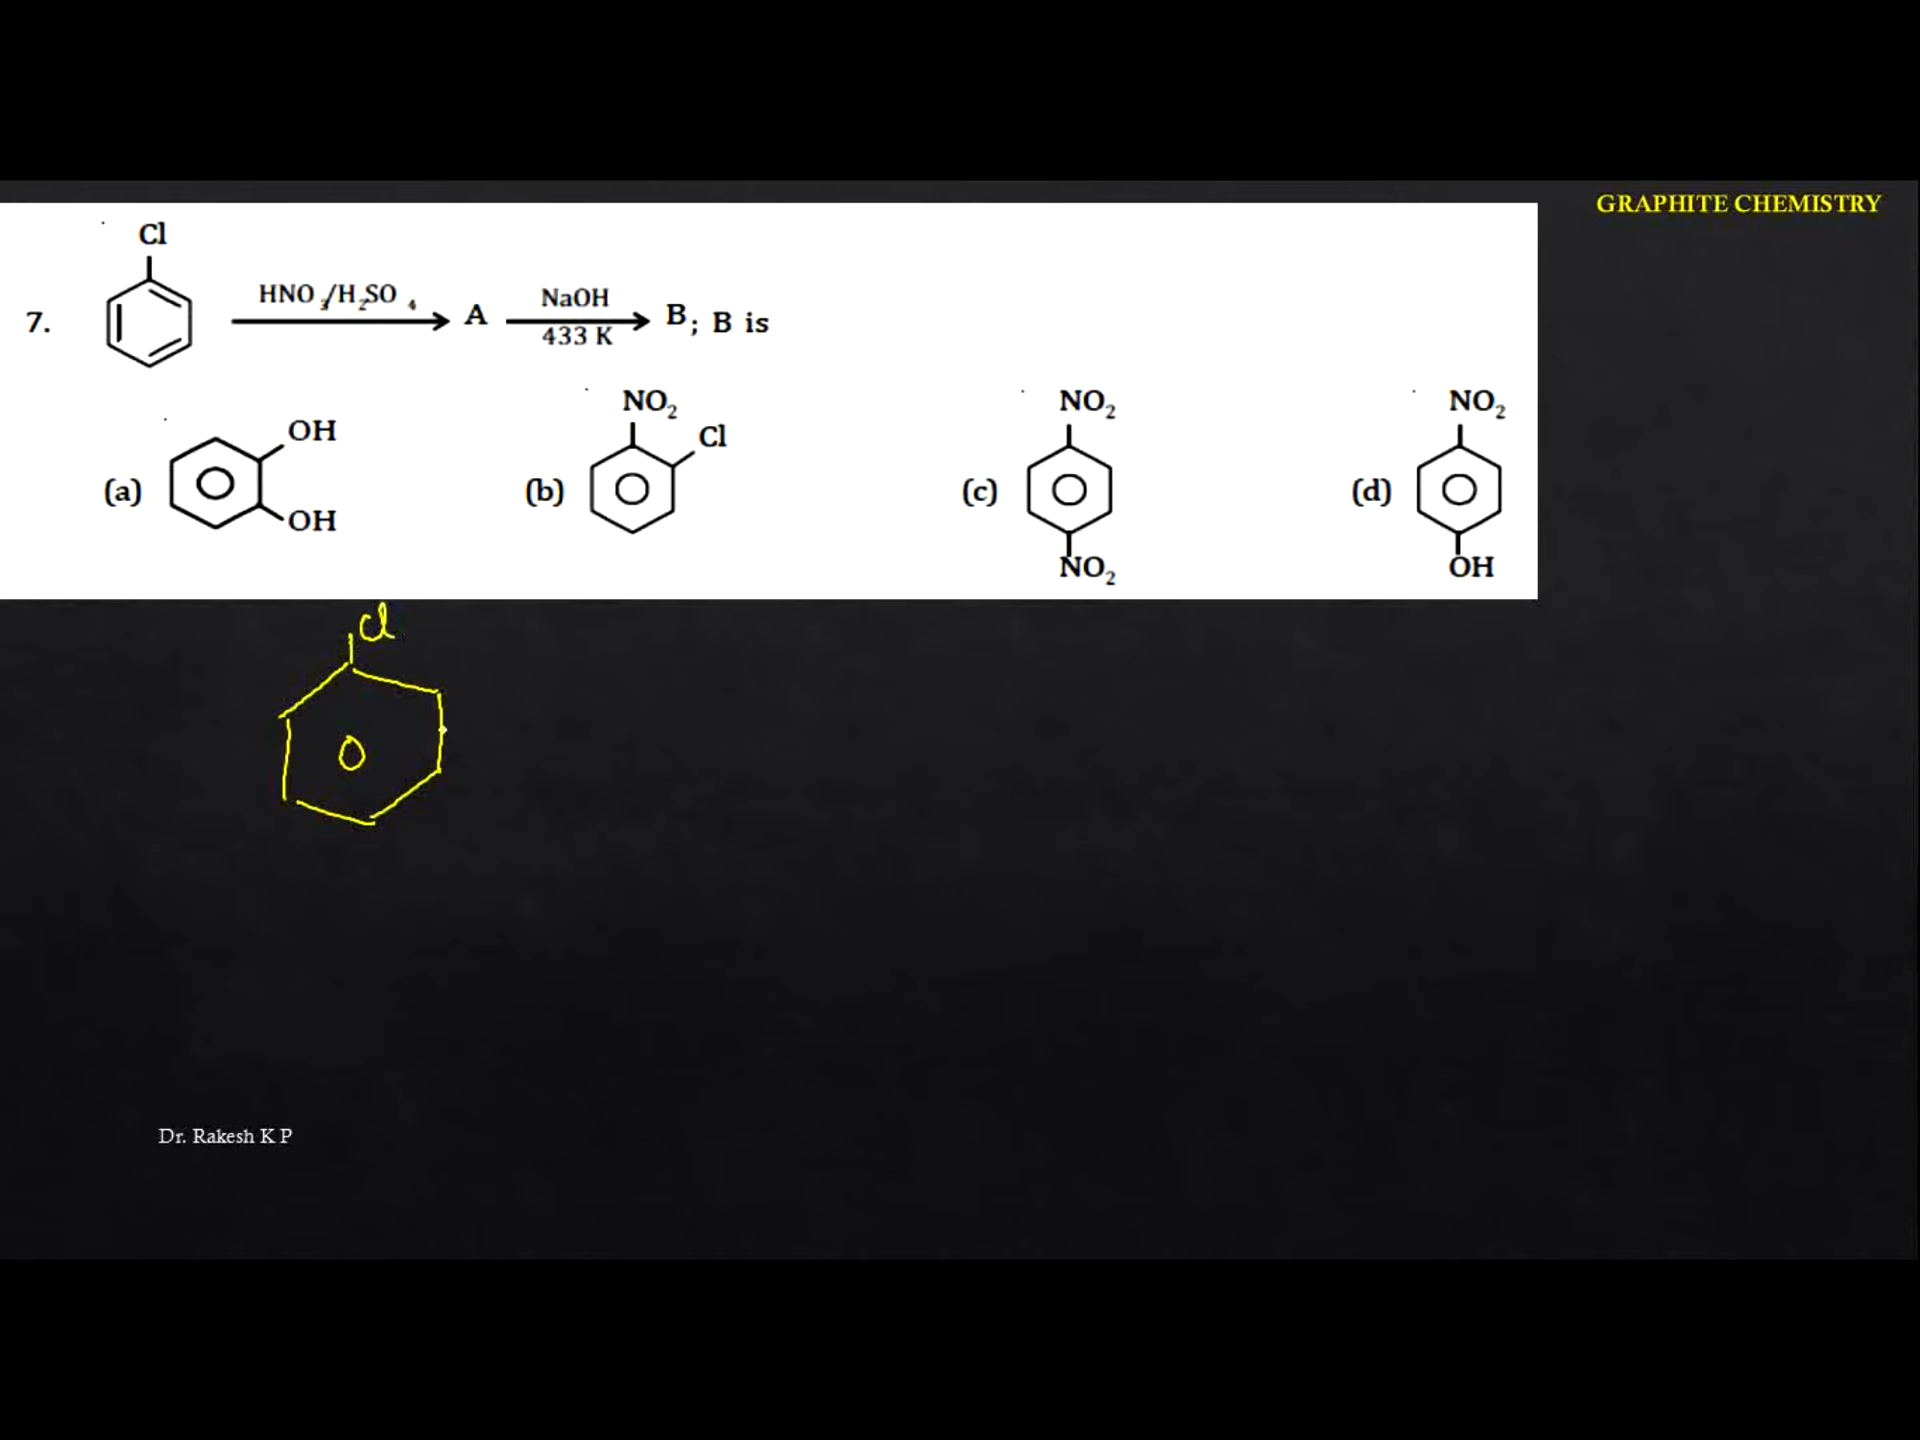 GRAPHITE CHEMISTRY
Cl
7. HNO₃/H₂SO₄ A NaOH 433 K B; B is
(a) OH OH
(b) NO₂ Cl
(c) NO₂ NO₂
(d) NO₂ OH
Cl
Dr. Rakesh K P